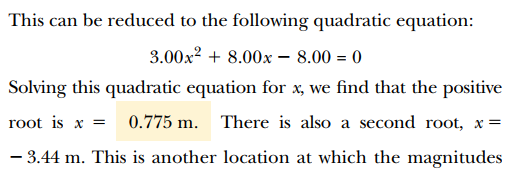 This can be reduced to the following quadratic equation:
3.00x² + 8.00x − 8.00 = 0
Solving this quadratic equation for x, we find that the positive
root is x = 0.775 m. There is also a second root, x =
− 3.44 m. This is another location at which the magnitudes